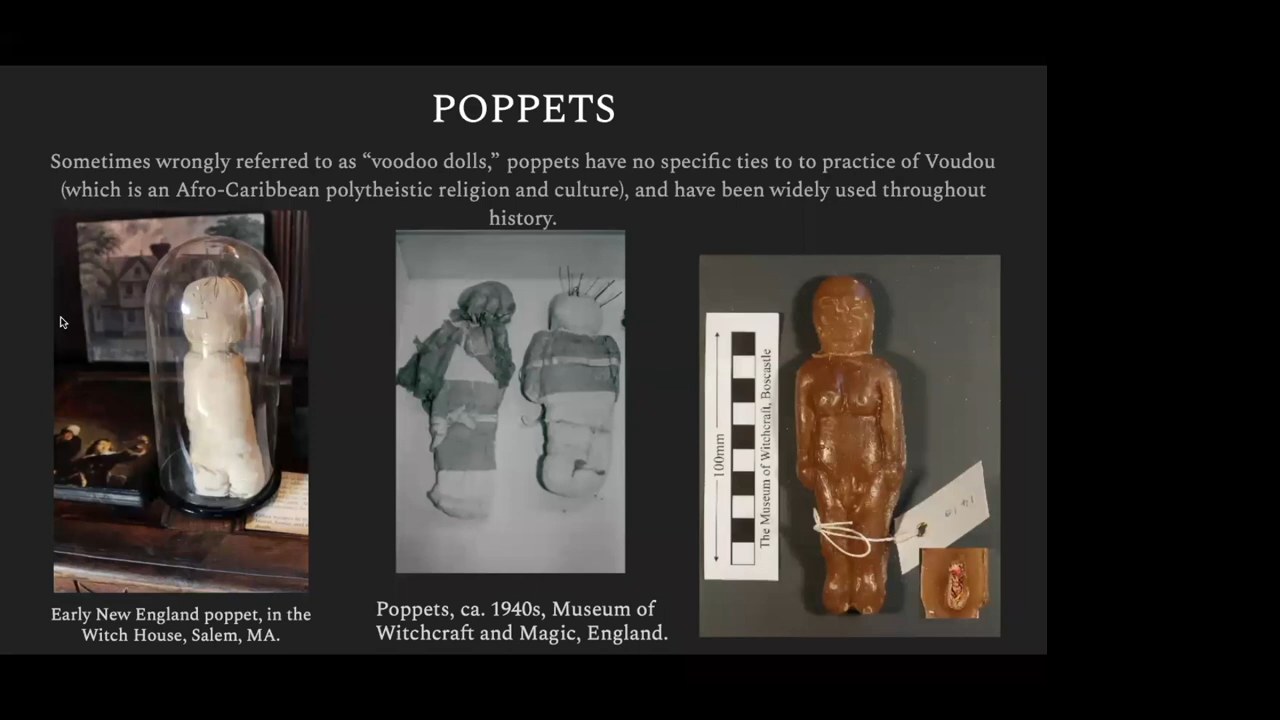 POPPETS
Sometimes wrongly referred to as “voodoo dolls,” poppets have no specific ties to to practice of Voudou
(which is an Afro-Caribbean polytheistic religion and culture), and have been widely used throughout
history.
100mm
The Museum of Witchcraft, Boscastle
Early New England poppet, in the
Witch House, Salem, MA.
Poppets, ca. 1940s, Museum of
Witchcraft and Magic, England.